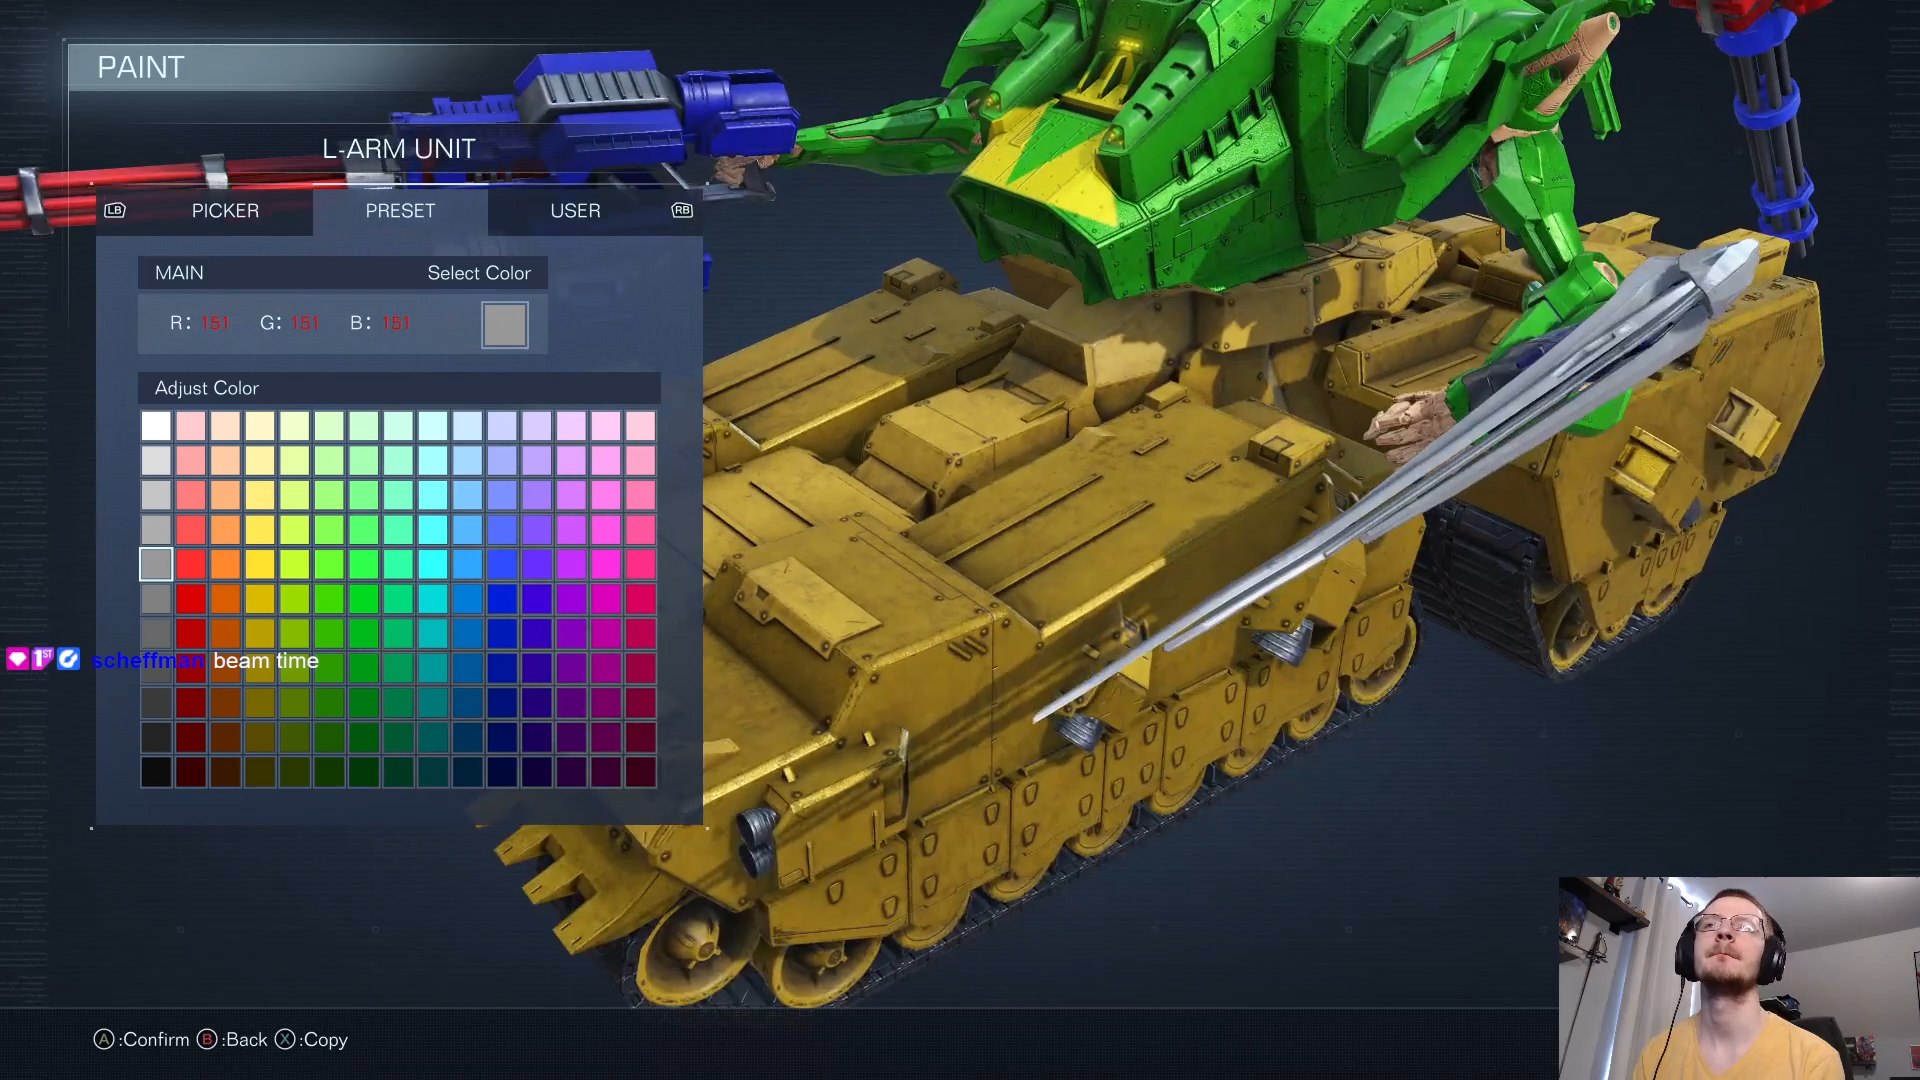 PAINT
L-ARM UNIT
LB PICKER PRESET USER RB
MAIN Select Color
R: 151 G: 151 B: 151
Adjust Color
1ST scheffman beam time
A :Confirm B :Back X :Copy